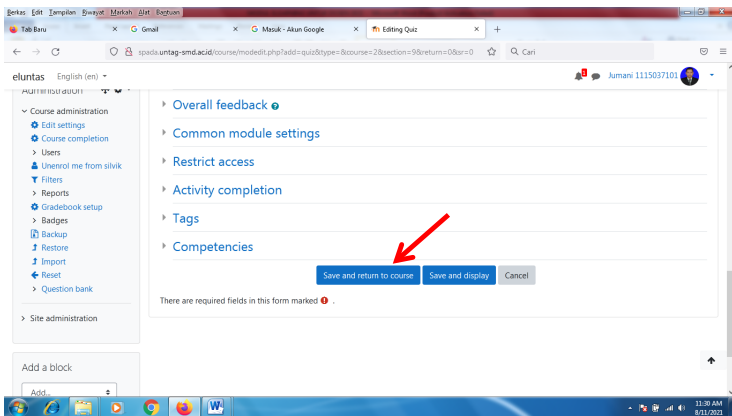 Berkas Edit Tampilan Riwayat Markah Alat Bantuan
Tab Baru × G Gmail × G Masuk - Akun Google × Editing Quiz × +
spada.untag-smd.ac.id/course/modedit.php?add=quiz&type=&course=2&section=9&return=0&sr=0 Cari
eluntas English (en) 1 Jumani 1115037101
Administration
Course administration
Edit settings
Course completion
Users
Unenrol me from silvik
Filters
Reports
Gradebook setup
Badges
Backup
Restore
Import
Reset
Question bank
Site administration
Add a block
Add...
Overall feedback
Common module settings
Restrict access
Activity completion
Tags
Competencies
Save and return to course Save and display Cancel
There are required fields in this form marked .
11:30 AM
8/11/2021